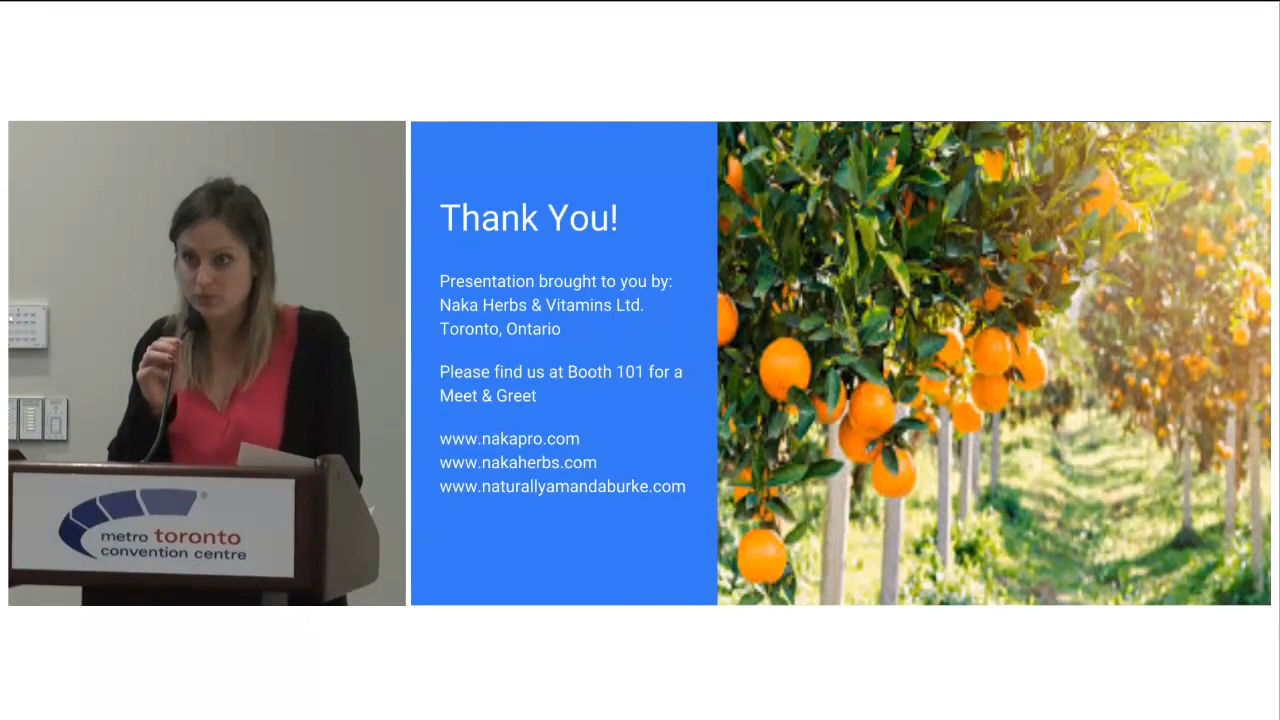 metro toronto
convention centre
Thank You!
Presentation brought to you by:
Naka Herbs & Vitamins Ltd.
Toronto, Ontario
Please find us at Booth 101 for a
Meet & Greet
www.nakapro.com
www.nakaherbs.com
www.naturallyamandaburke.com